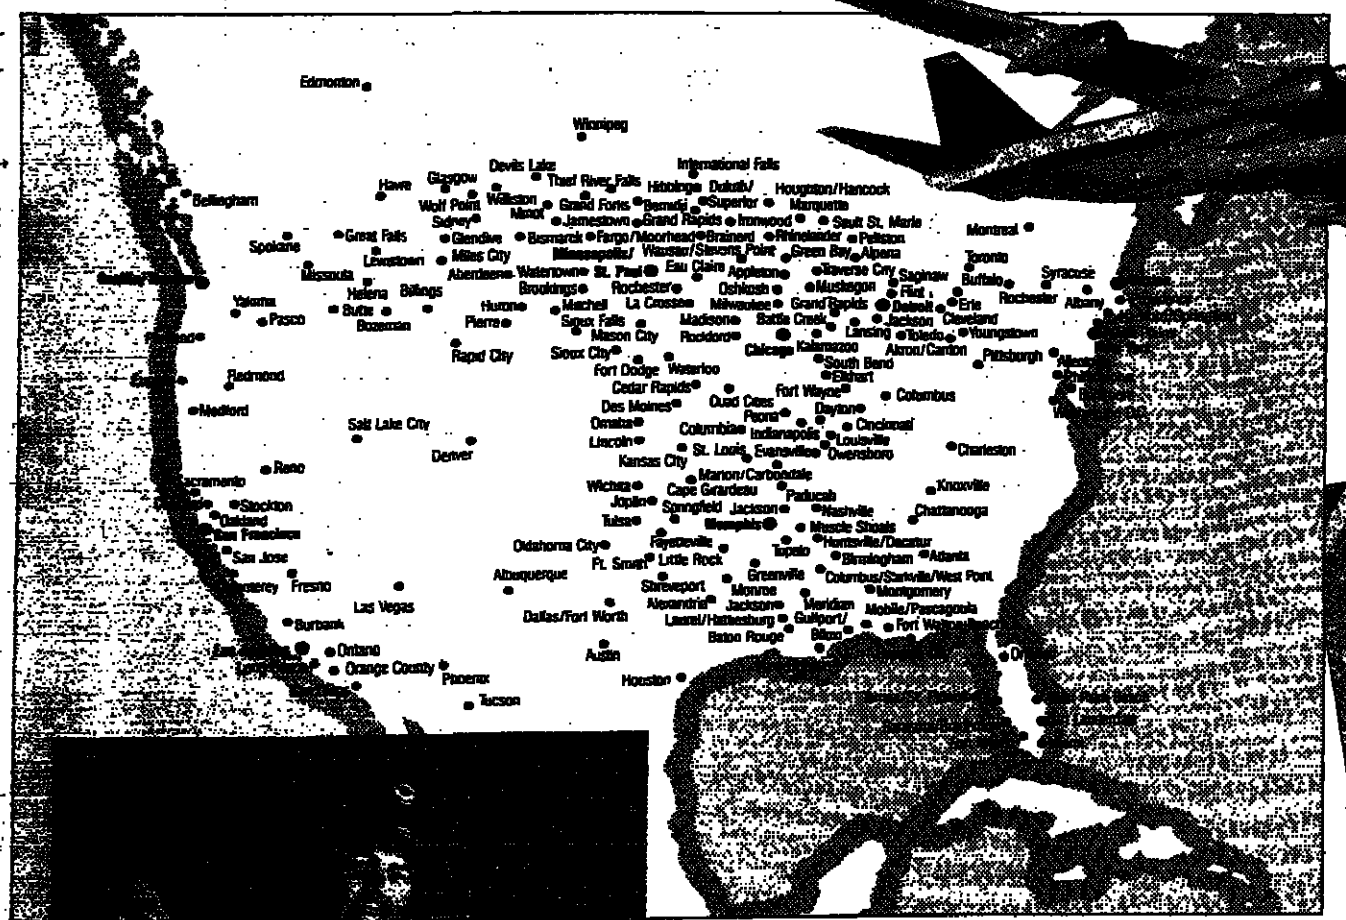 Edmonton
Winnipeg
Devils Lake
International Falls
Havre
Glasgow
Thief River Falls
Hibbing
Duluth/
Houghton/Hancock
Bellingham
Wolf Point
Williston
Minot
Grand Forks
Bemidji
Superior
Marquette
Sidney
Jamestown
Grand Rapids
Ironwood
Sault St. Marie
Montreal
Spokane
Great Falls
Glendive
Bismarck
Fargo/Moorhead
Brainerd
Rhinelander
Pellston
Lewistown
Miles City
Minneapolis/
Wausau/Stevens Point
Green Bay
Alpena
Toronto
Missoula
Aberdeen
Watertown
St. Paul
Eau Claire
Appleton
Traverse City
Saginaw
Buffalo
Syracuse
Helena
Billings
Brookings
Rochester
Oshkosh
Muskegon
Flint
Rochester
Albany
Yakima
Butte
Huron
Mitchell
La Crosse
Milwaukee
Grand Rapids
Detroit
Erie
Pasco
Bozeman
Pierre
Sioux Falls
Madison
Battle Creek
Jackson
Cleveland
Mason City
Rockford
Lansing
Toledo
Youngstown
Rapid City
Sioux City
Chicago
Kalamazoo
Akron/Canton
Pittsburgh
Fort Dodge
Waterloo
South Bend
Redmond
Cedar Rapids
Elkhart
Fort Wayne
Columbus
Medford
Des Moines
Quad Cities
Peoria
Dayton
Salt Lake City
Omaha
Columbia
Indianapolis
Cincinnati
Denver
Lincoln
Louisville
Kansas City
St. Louis
Evansville
Owensboro
Charleston
Reno
Marion/Carbondale
Sacramento
Wichita
Cape Girardeau
Paducah
Knoxville
Stockton
Joplin
Springfield
Jackson
Nashville
Chattanooga
Oakland
Tulsa
Memphis
Muscle Shoals
San Francisco
Oklahoma City
Fayetteville
Tupelo
Huntsville/Decatur
San Jose
Ft. Smith
Little Rock
Birmingham
Atlanta
Fresno
Albuquerque
Greenville
Columbus/Starkville/West Point
Las Vegas
Shreveport
Monroe
Montgomery
Alexandria
Jackson
Meridian
Mobile/Pascagoula
Burbank
Dallas/Fort Worth
Laurel/Hattiesburg
Gulfport/
Fort Walton Beach
Baton Rouge
Biloxi
Ontario
Austin
Orange County
Phoenix
Houston
Tucson